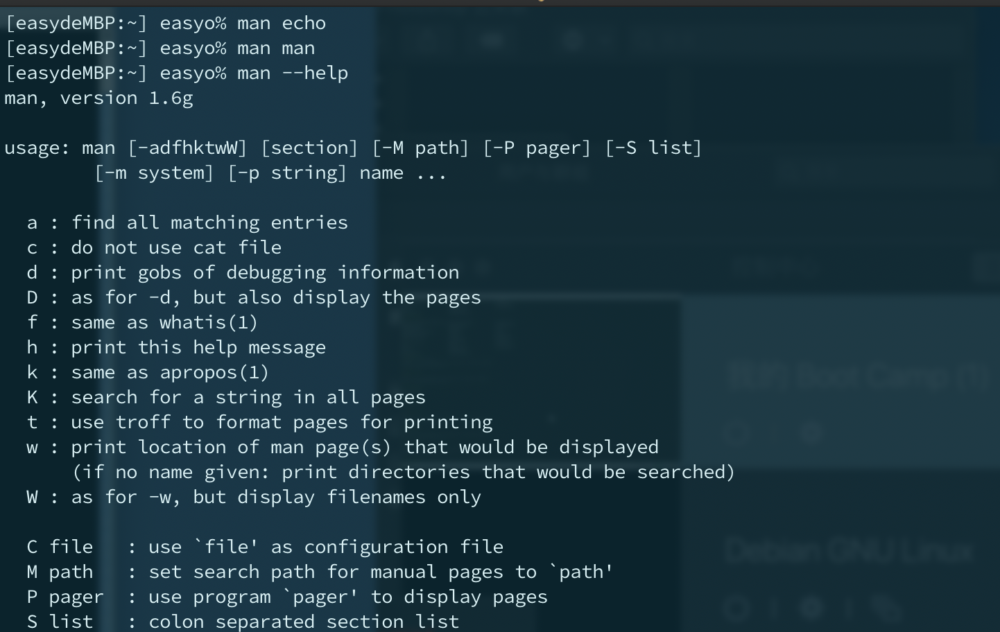 [easydeMBP:~] easyo% man echo
[easydeMBP:~] easyo% man man
[easydeMBP:~] easyo% man --help
man, version 1.6g
usage: man [-adfhktwW] [section] [-M path] [-P pager] [-S list]
[-m system] [-p string] name ...
a : find all matching entries
c : do not use cat file
d : print gobs of debugging information
D : as for -d, but also display the pages
f : same as whatis(1)
h : print this help message
k : same as apropos(1)
K : search for a string in all pages
t : use troff to format pages for printing
w : print location of man page(s) that would be displayed
(if no name given: print directories that would be searched)
W : as for -w, but display filenames only
C file : use `file' as configuration file
M path : set search path for manual pages to `path'
P pager : use program `pager' to display pages
S list : colon separated section list
Boot Camp (1)
Debian GNU Linux